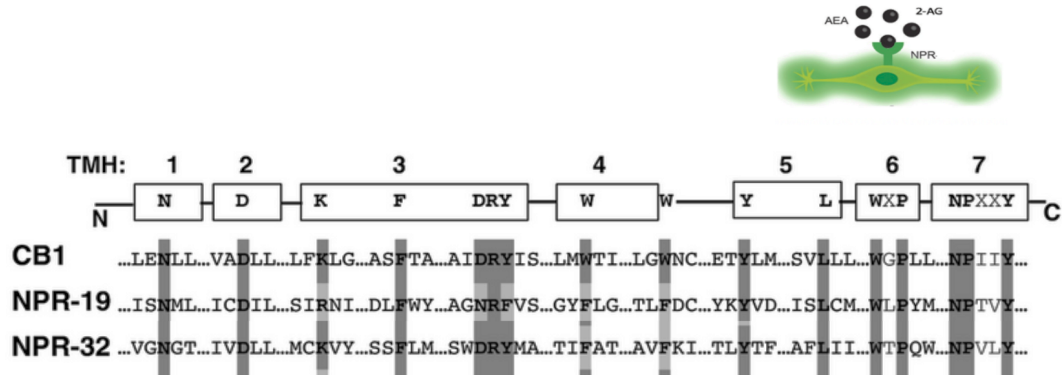 2-AG
AEA
NPR
TMH: 1 2 3 4 5 6 7
N N D K F DRY W W Y L WXP NPXXY C
CB1 ...LENLL...VADLL...LFKLG...ASFTA...AIDRYIS...LMWTI...LGWNC...ETYLM...SVLLL...WGPLL...NPIIY...
NPR-19 ...ISNML...ICDIL...SIRNI...DLFWY...AGNRFVS...GYFLG...TLFDC...YKYVD...ISLCM...WLPYM...NPTVY...
NPR-32 ...VGNGT...IVDLL...MCKVY...SSFLM...SWDRYMA...TIFAT...AVFKI...TLYTF...AFLII...WTPQW...NPVLY...